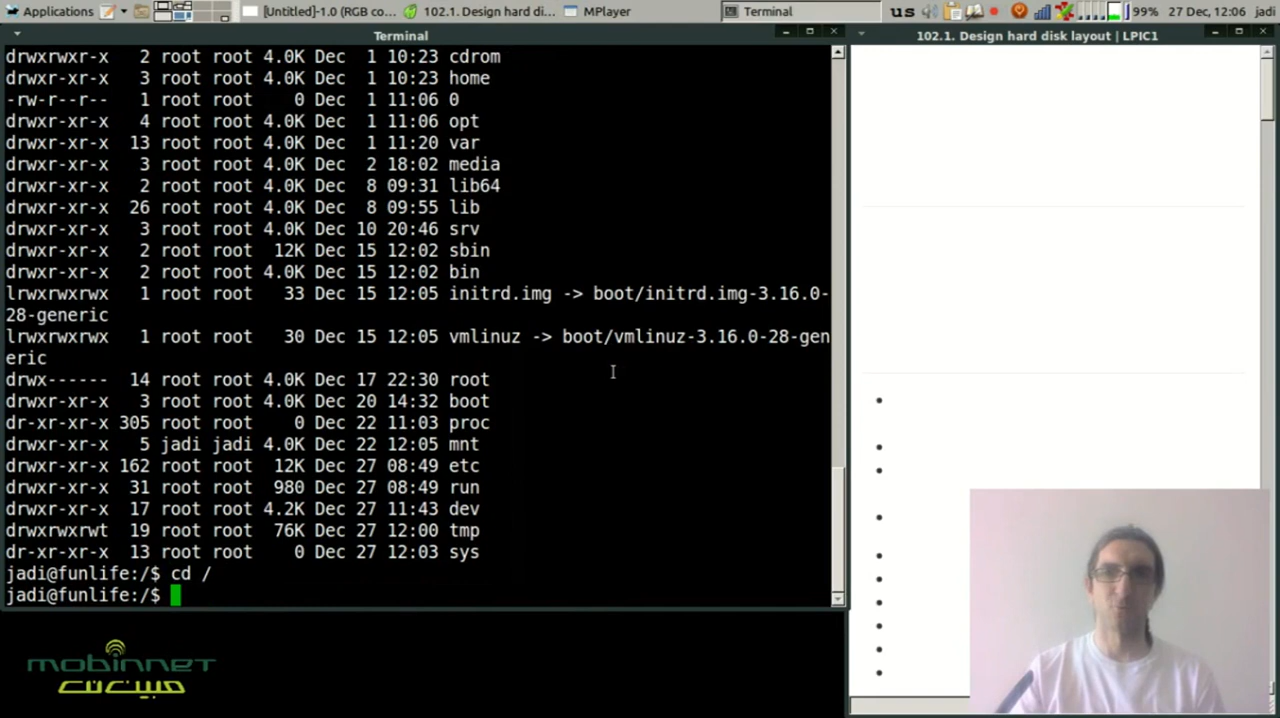 Applications
[Untitled]-1.0 (RGB co...
102.1. Design hard di...
MPlayer
Terminal
us
99%
27 Dec, 12:06
jadi
Terminal
102.1. Design hard disk layout | LPIC1
drwxrwxr-x   2 root root 4.0K Dec  1 10:23 cdrom
drwxr-xr-x   3 root root 4.0K Dec  1 10:23 home
-rw-r--r--   1 root root    0 Dec  1 11:06 0
drwxr-xr-x   4 root root 4.0K Dec  1 11:06 opt
drwxr-xr-x  13 root root 4.0K Dec  1 11:20 var
drwxr-xr-x   3 root root 4.0K Dec  2 18:02 media
drwxr-xr-x   2 root root 4.0K Dec  8 09:31 lib64
drwxr-xr-x  26 root root 4.0K Dec  8 09:55 lib
drwxr-xr-x   3 root root 4.0K Dec 10 20:46 srv
drwxr-xr-x   2 root root  12K Dec 15 12:02 sbin
drwxr-xr-x   2 root root 4.0K Dec 15 12:02 bin
lrwxrwxrwx   1 root root   33 Dec 15 12:05 initrd.img -> boot/initrd.img-3.16.0-
28-generic
lrwxrwxrwx   1 root root   30 Dec 15 12:05 vmlinuz -> boot/vmlinuz-3.16.0-28-gen
eric
drwx------  14 root root 4.0K Dec 17 22:30 root
drwxr-xr-x   3 root root 4.0K Dec 20 14:32 boot
dr-xr-xr-x 305 root root    0 Dec 22 11:03 proc
drwxr-xr-x   5 jadi jadi 4.0K Dec 22 12:05 mnt
drwxr-xr-x 162 root root  12K Dec 27 08:49 etc
drwxr-xr-x  31 root root  980 Dec 27 08:49 run
drwxr-xr-x  17 root root 4.2K Dec 27 11:43 dev
drwxrwxrwt  19 root root  76K Dec 27 12:00 tmp
dr-xr-xr-x  13 root root    0 Dec 27 12:03 sys
jadi@funlife:/$ cd /
jadi@funlife:/$
mobinnet
مبین نت